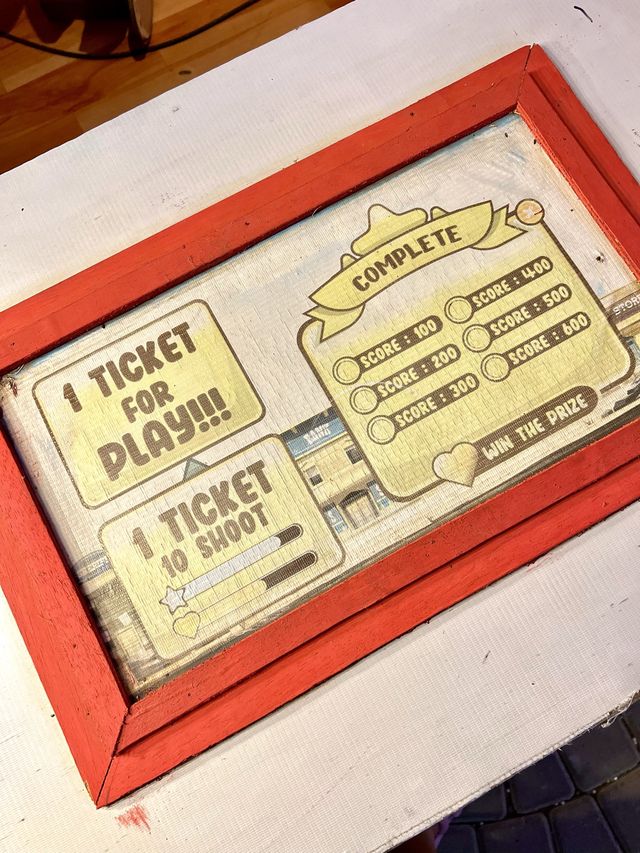 1 TICKET
FOR
PLAY!!!
1 TICKET
10 SHOOT
COMPLETE
SCORE : 100
SCORE : 200
SCORE : 300
SCORE : 400
SCORE : 500
SCORE : 600
WIN THE PRIZE